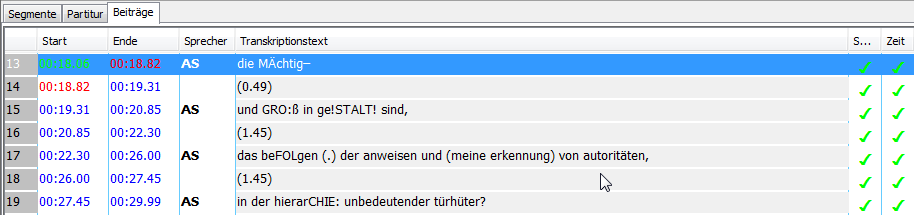 Segmente Partitur Beiträge
Start Ende Sprecher Transkriptionstext S... Zeit
13 00:18.06 00:18.82 AS die MÄchtig–
14 00:18.82 00:19.31 (0.49)
15 00:19.31 00:20.85 AS und GRO:ß in ge!STALT! sind,
16 00:20.85 00:22.30 (1.45)
17 00:22.30 00:26.00 AS das beFOLgen (.) der anweisen und (meine erkennung) von autoritäten,
18 00:26.00 00:27.45 (1.45)
19 00:27.45 00:29.99 AS in der hierarCHIE: unbedeutender türhüter?